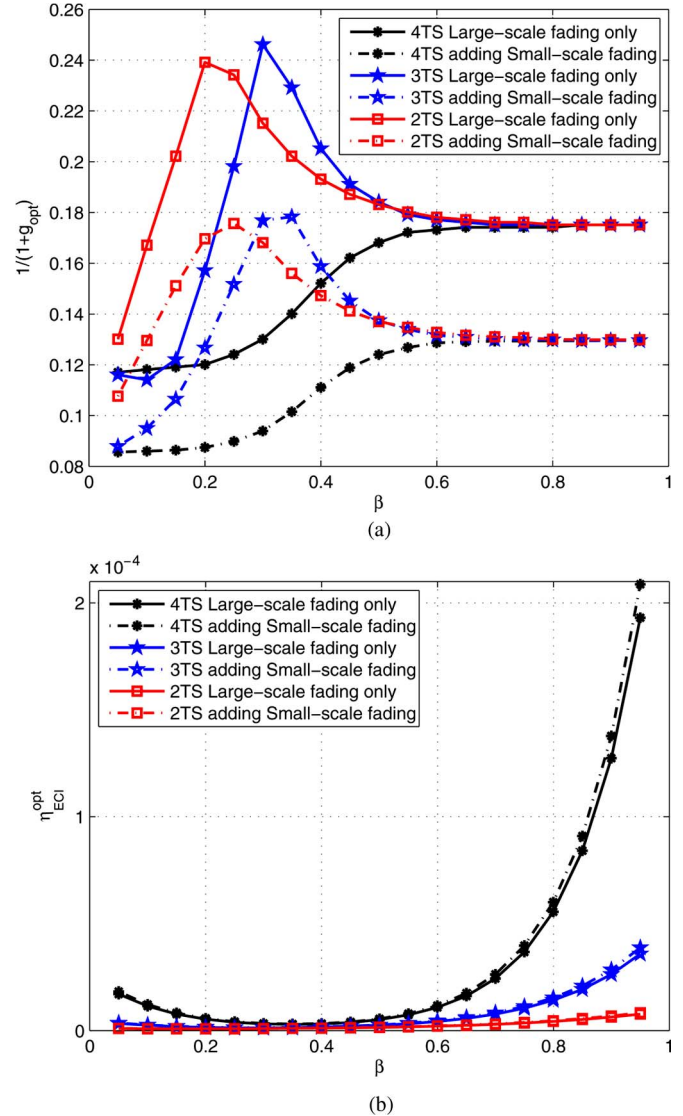 0.26
0.24
0.22
0.2
0.18
0.16
0.14
0.12
0.1
0.08
1/(1+g_opt)
4TS Large−scale fading only
4TS adding Small−scale fading
3TS Large−scale fading only
3TS adding Small−scale fading
2TS Large−scale fading only
2TS adding Small−scale fading
0 0.2 0.4 0.6 0.8 1
β
(a)
x 10⁻⁴
2
1
0
η_ECI^opt
4TS Large−scale fading only
4TS adding Small−scale fading
3TS Large−scale fading only
3TS adding Small−scale fading
2TS Large−scale fading only
2TS adding Small−scale fading
0 0.2 0.4 0.6 0.8 1
β
(b)